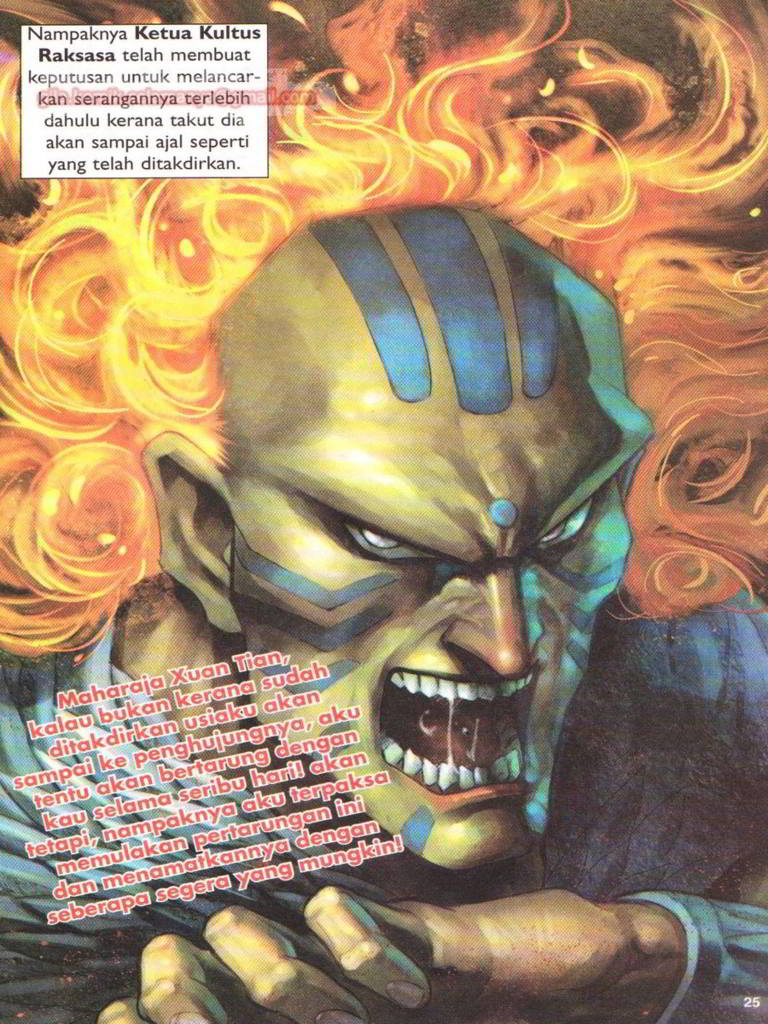 Nampaknya Ketua Kultus
Raksasa telah membuat
keputusan untuk melancar-
kan serangannya terlebih
dahulu kerana takut dia
akan sampai ajal seperti
yang telah ditakdirkan.
Maharaja Xuan Tian,
kalau bukan kerana sudah
ditakdirkan usiaku akan
sampai ke penghujungnya, aku
tentu akan bertarung dengan
kau selama seribu hari! akan
tetapi, nampaknya aku terpaksa
memulakan pertarungan ini
dan menamatkannya dengan
seberapa segera yang mungkin!
25